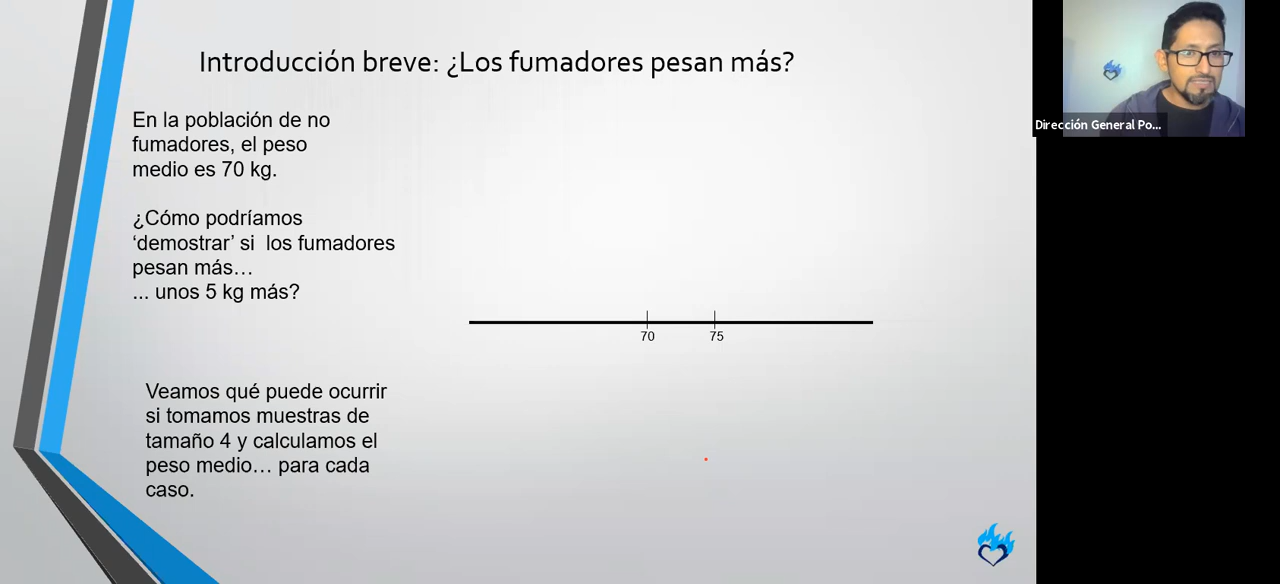 Introducción breve: ¿Los fumadores pesan más?
En la población de no
fumadores, el peso
medio es 70 kg.
¿Cómo podríamos
‘demostrar’ si  los fumadores
pesan más…
... unos 5 kg más?
70
75
Veamos qué puede ocurrir
si tomamos muestras de
tamaño 4 y calculamos el
peso medio… para cada
caso.
Dirección General Po...